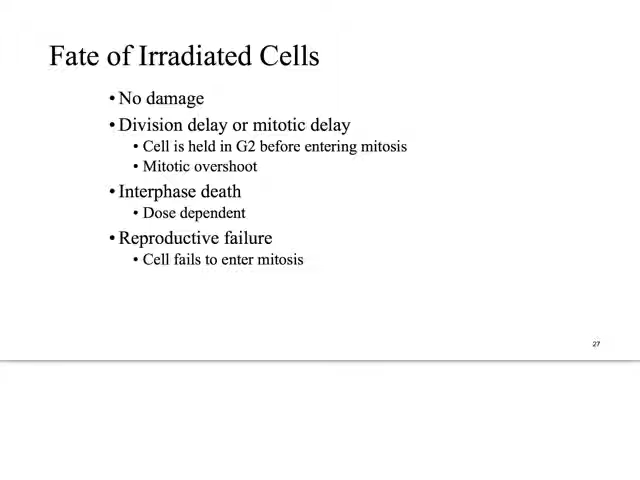 Fate of Irradiated Cells
• No damage
• Division delay or mitotic delay
• Cell is held in G2 before entering mitosis
• Mitotic overshoot
• Interphase death
• Dose dependent
• Reproductive failure
• Cell fails to enter mitosis
27